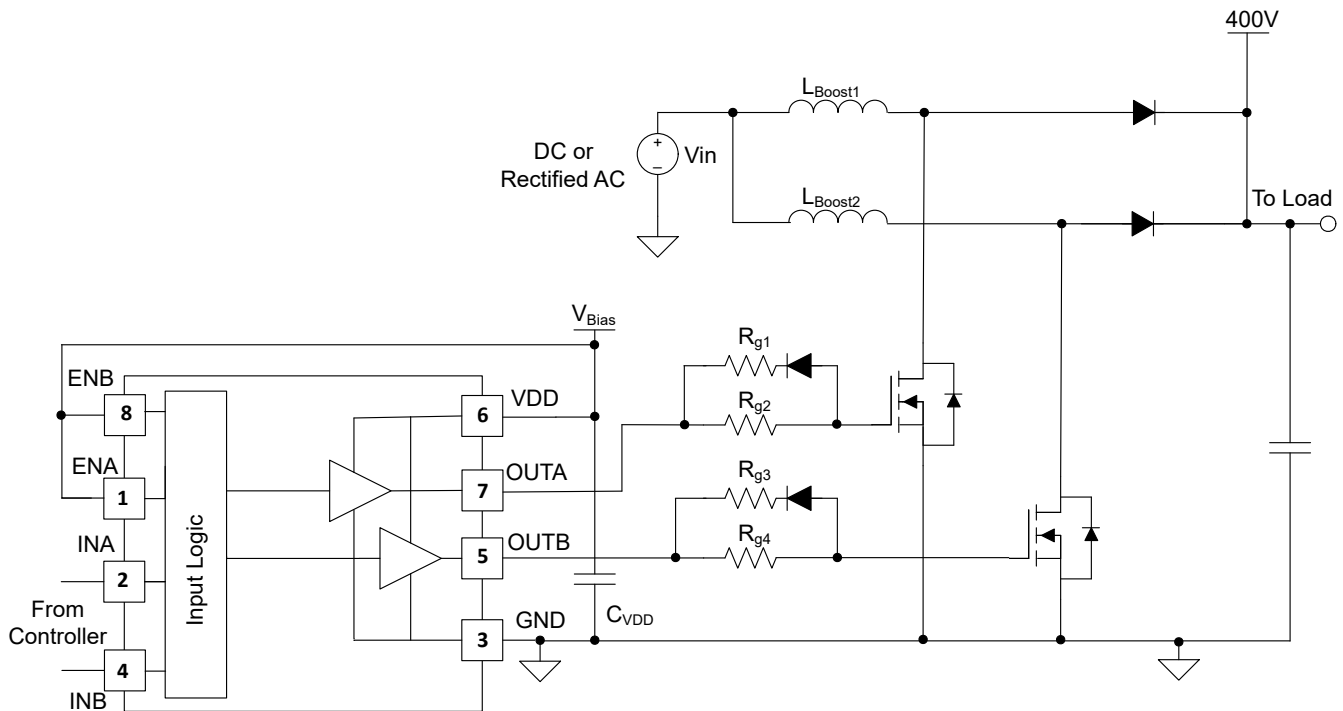 400V
L_Boost1
DC or
Rectified AC
Vin
+
–
L_Boost2
To Load
V_Bias
ENB
8
VDD
6
ENA
1
OUTA
7
INA
2
OUTB
5
From
Controller
4
INB
GND
3
Input Logic
C_VDD
R_g1
R_g2
R_g3
R_g4